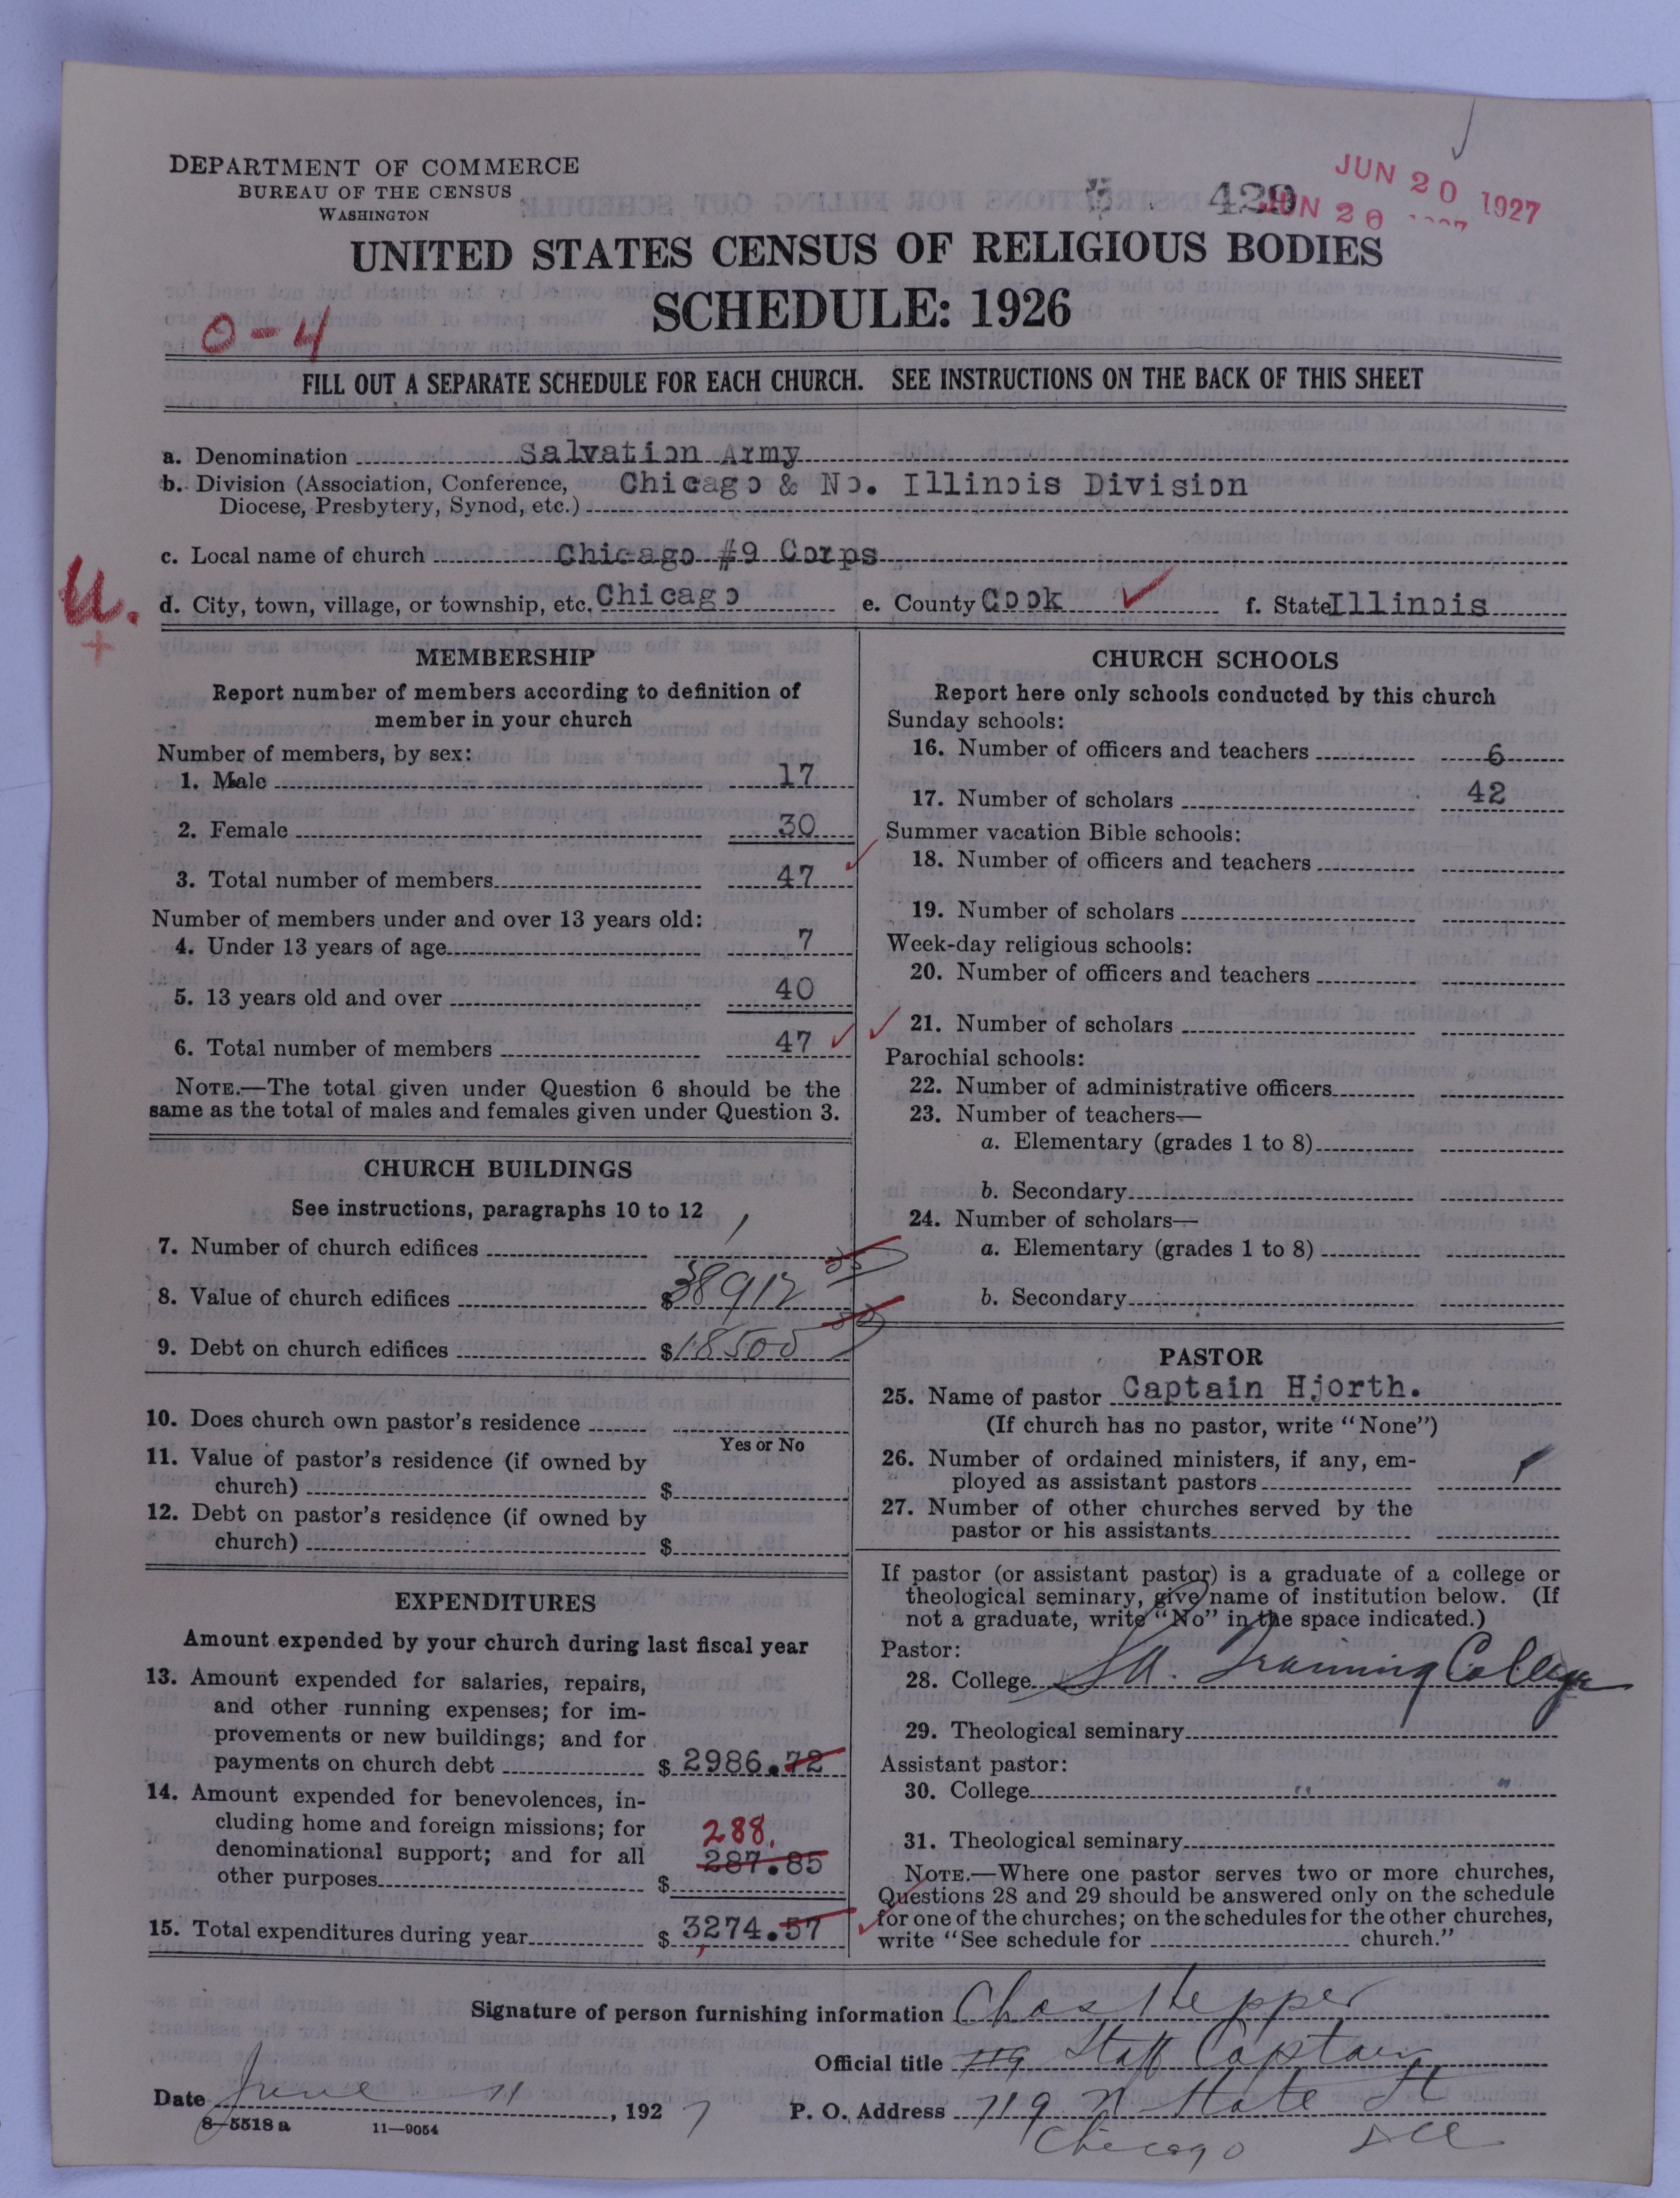 DEPARTMENT OF COMMERCE
BUREAU OF THE CENSUS
WASHINGTON
429
JUN 20 1927
JUN 20
UNITED STATES CENSUS OF RELIGIOUS BODIES
SCHEDULE: 1926
0-4
FILL OUT A SEPARATE SCHEDULE FOR EACH CHURCH. SEE INSTRUCTIONS ON THE BACK OF THIS SHEET
a. Denomination Salvation Army
b. Division (Association, Conference, Diocese, Presbytery, Synod, etc.) Chicago & No. Illinois Division
c. Local name of church Chicago #9 Corps
U.
+
d. City, town, village, or township, etc. Chicago e. County Cook f. State Illinois
MEMBERSHIP
Report number of members according to definition of
member in your church
Number of members, by sex:
1. Male 17
2. Female 30
3. Total number of members 47
Number of members under and over 13 years old:
4. Under 13 years of age 7
5. 13 years old and over 40
6. Total number of members 47
NOTE.—The total given under Question 6 should be the
same as the total of males and females given under Question 3.
CHURCH BUILDINGS
See instructions, paragraphs 10 to 12
7. Number of church edifices 1
8. Value of church edifices $38912
9. Debt on church edifices $18500
10. Does church own pastor's residence
Yes or No
11. Value of pastor's residence (if owned by
church) $
12. Debt on pastor's residence (if owned by
church) $
EXPENDITURES
Amount expended by your church during last fiscal year
13. Amount expended for salaries, repairs,
and other running expenses; for im-
provements or new buildings; and for
payments on church debt $ 2986.72
14. Amount expended for benevolences, in-
cluding home and foreign missions; for
denominational support; and for all
other purposes $ 287.85
288.
15. Total expenditures during year $ 3274.57
CHURCH SCHOOLS
Report here only schools conducted by this church
Sunday schools:
16. Number of officers and teachers 6
17. Number of scholars 42
Summer vacation Bible schools:
18. Number of officers and teachers
19. Number of scholars
Week-day religious schools:
20. Number of officers and teachers
21. Number of scholars
Parochial schools:
22. Number of administrative officers
23. Number of teachers—
a. Elementary (grades 1 to 8)
b. Secondary
24. Number of scholars—
a. Elementary (grades 1 to 8)
b. Secondary
PASTOR
25. Name of pastor Captain Hjorth.
(If church has no pastor, write "None")
26. Number of ordained ministers, if any, em-
ployed as assistant pastors 1
27. Number of other churches served by the
pastor or his assistants
If pastor (or assistant pastor) is a graduate of a college or
theological seminary, give name of institution below. (If
not a graduate, write "No" in the space indicated.)
Pastor:
28. College S.A. Training College
29. Theological seminary
Assistant pastor:
30. College " "
31. Theological seminary
NOTE.—Where one pastor serves two or more churches,
Questions 28 and 29 should be answered only on the schedule
for one of the churches; on the schedules for the other churches,
write "See schedule for church."
Signature of person furnishing information Chas Hepper
Official title 719 Staff Captain
Date June 11, 1927 P. O. Address 719 N State St
Chicago Ill
8-5518 a 11-9054